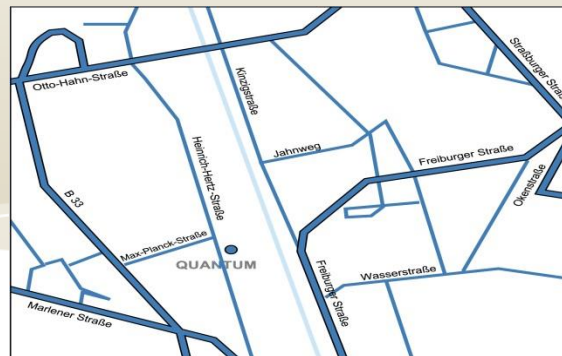 Otto-Hahn-Straße
Kinzigstraße
Straßburger Straße
Jahnweg
Freiburger Straße
Heinrich-Hertz-Straße
B 33
Okenstraße
Max-Planck-Straße
QUANTUM
Freiburger Straße
Wasserstraße
Marlener Straße